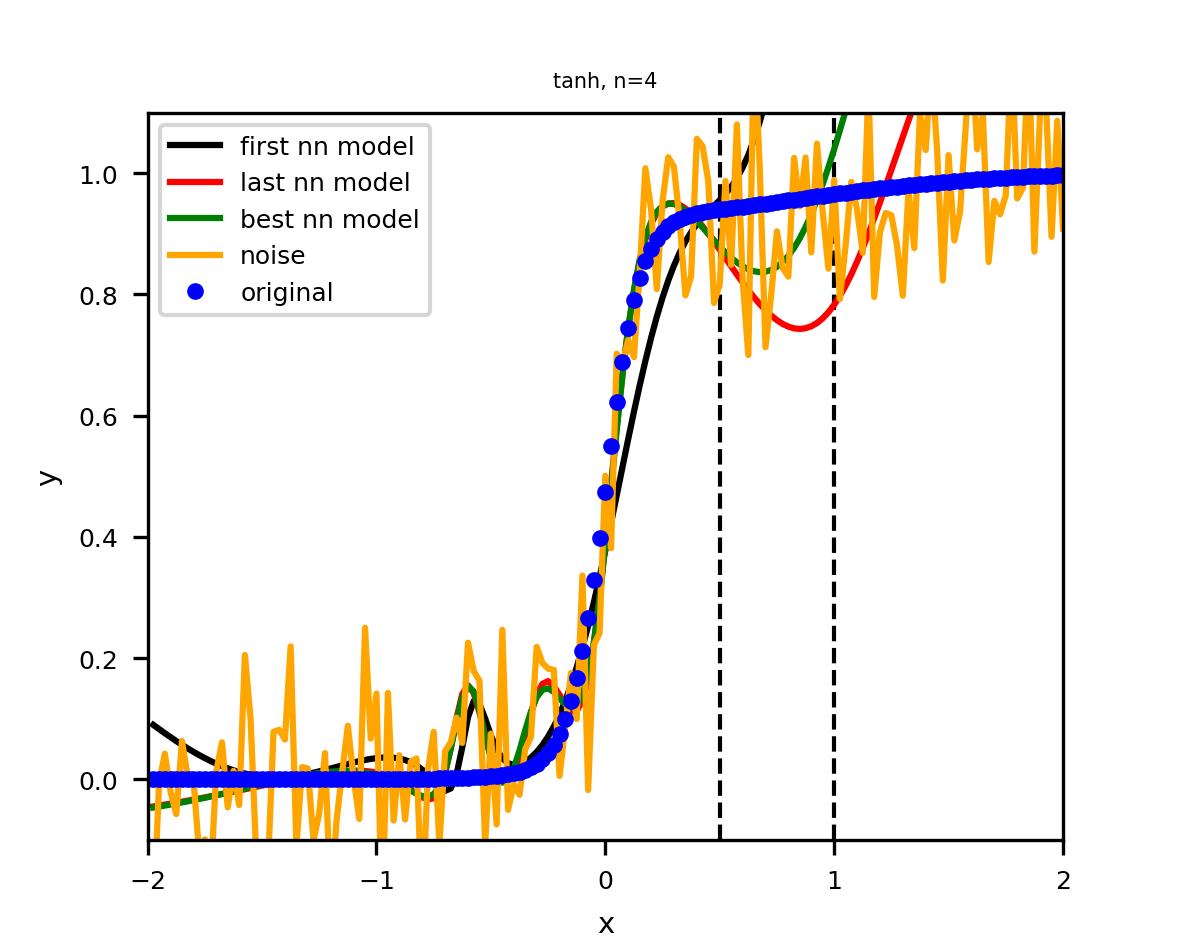 tanh, n=4
first nn model
last nn model
best nn model
noise
original
1.0
0.8
0.6
0.4
0.2
0.0
y
−2
−1
0
1
2
x